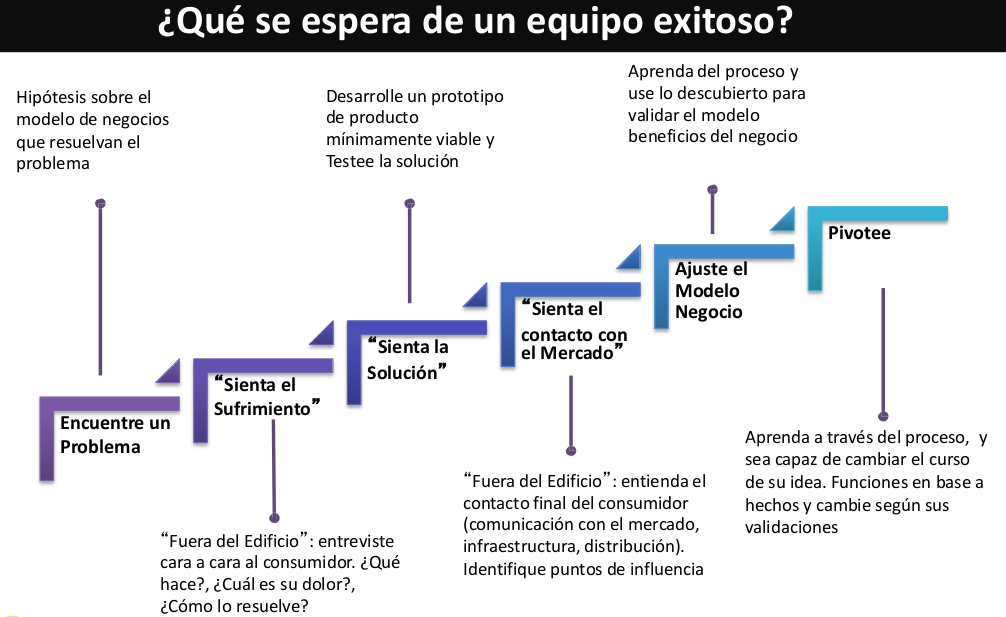 ¿Qué se espera de un equipo exitoso?
Hipótesis sobre el
modelo de negocios
que resuelvan el
problema
Encuentre un
Problema
“Sienta el
Sufrimiento”
“Fuera del Edificio”: entreviste
cara a cara al consumidor. ¿Qué
hace?, ¿Cuál es su dolor?,
¿Cómo lo resuelve?
Desarrolle un prototipo
de producto
mínimamente viable y
Testee la solución
“Sienta la
Solución”
“Sienta el
contacto con
el Mercado”
“Fuera del Edificio”: entienda el
contacto final del consumidor
(comunicación con el mercado,
infraestructura, distribución).
Identifique puntos de influencia
Aprenda del proceso y
use lo descubierto para
validar el modelo
beneficios del negocio
Ajuste el
Modelo
Negocio
Pivotee
Aprenda a través del proceso, y
sea capaz de cambiar el curso
de su idea. Funciones en base a
hechos y cambie según sus
validaciones